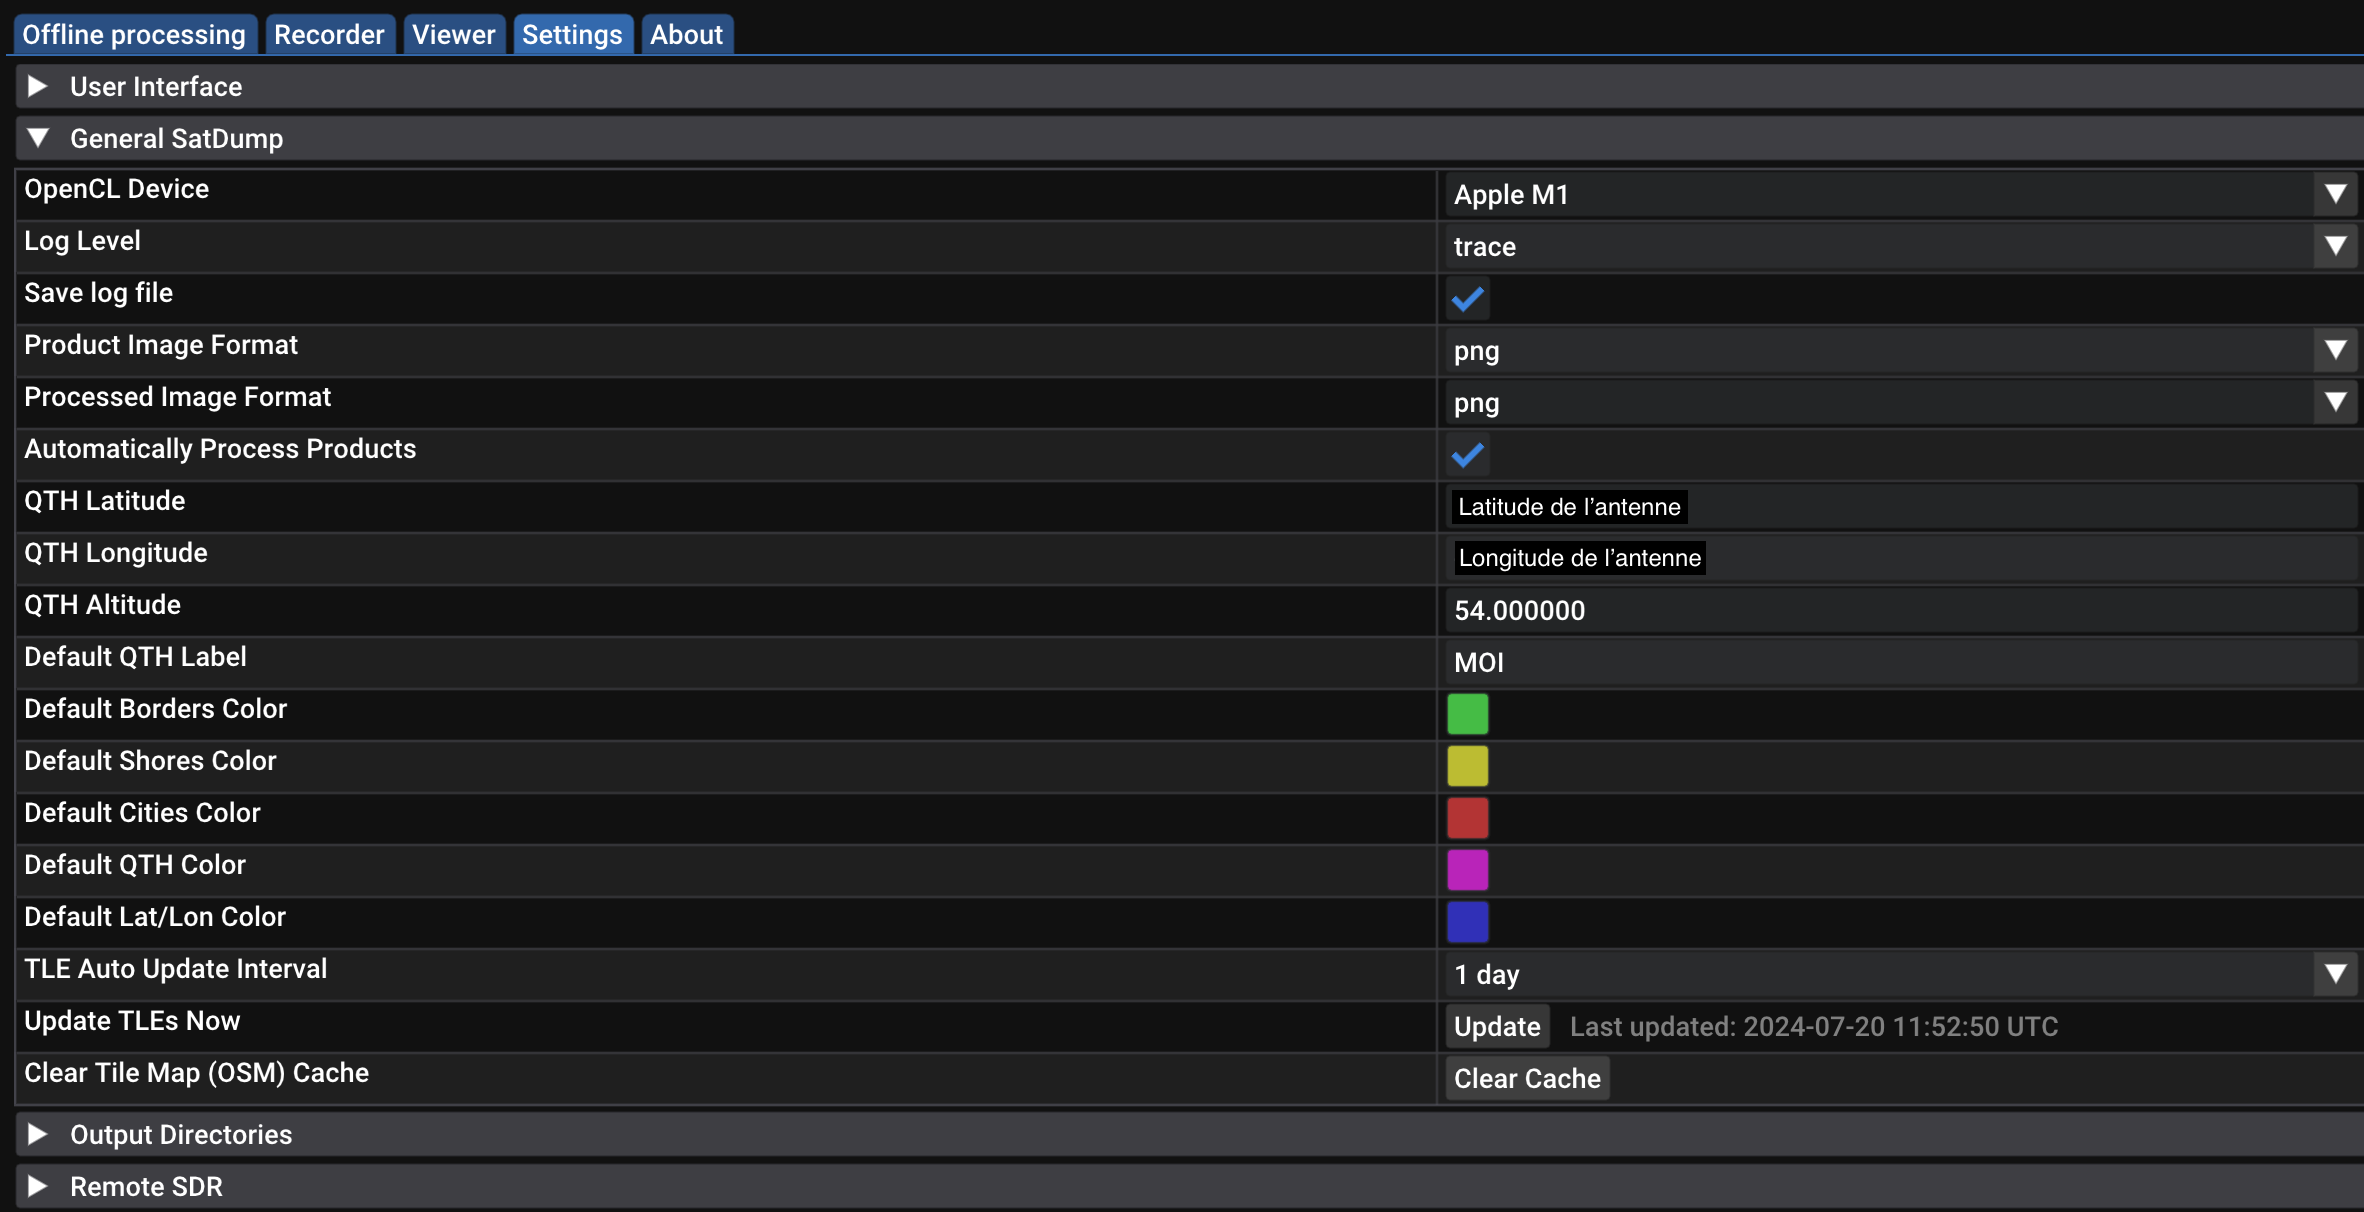 Offline processing Recorder Viewer Settings About
User Interface
General SatDump
OpenCL Device Apple M1
Log Level trace
Save log file
Product Image Format png
Processed Image Format png
Automatically Process Products
QTH Latitude Latitude de l’antenne
QTH Longitude Longitude de l’antenne
QTH Altitude 54.000000
Default QTH Label MOI
Default Borders Color
Default Shores Color
Default Cities Color
Default QTH Color
Default Lat/Lon Color
TLE Auto Update Interval 1 day
Update TLEs Now Update Last updated: 2024-07-20 11:52:50 UTC
Clear Tile Map (OSM) Cache Clear Cache
Output Directories
Remote SDR